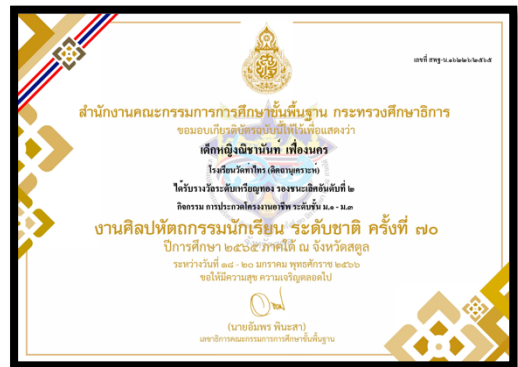 เลขที่ สพฐ-น.๑๖๒๒๒๖/๒๕๖๕
สำนักงานคณะกรรมการการศึกษาขั้นพื้นฐาน กระทรวงศึกษาธิการ
ขอมอบเกียรติบัตรฉบับนี้ให้ไว้เพื่อแสดงว่า
เด็กหญิงณิชานันท์ เฟื่องนคร
โรงเรียนวัดท่าไทร (ดิตถานุเคราะห์)
ได้รับรางวัลระดับเหรียญทอง รองชนะเลิศอันดับที่ ๒
กิจกรรม การประกวดโครงงานอาชีพ ระดับชั้น ม.๑ - ม.๓
งานศิลปหัตถกรรมนักเรียน ระดับชาติ ครั้งที่ ๗๐
ปีการศึกษา ๒๕๖๕ ภาคใต้ ณ จังหวัดสตูล
ระหว่างวันที่ ๑๘ - ๒๐ มกราคม พุทธศักราช ๒๕๖๖
ขอให้มีความสุข ความเจริญตลอดไป
(นายอัมพร พินะสา)
เลขาธิการคณะกรรมการการศึกษาขั้นพื้นฐาน